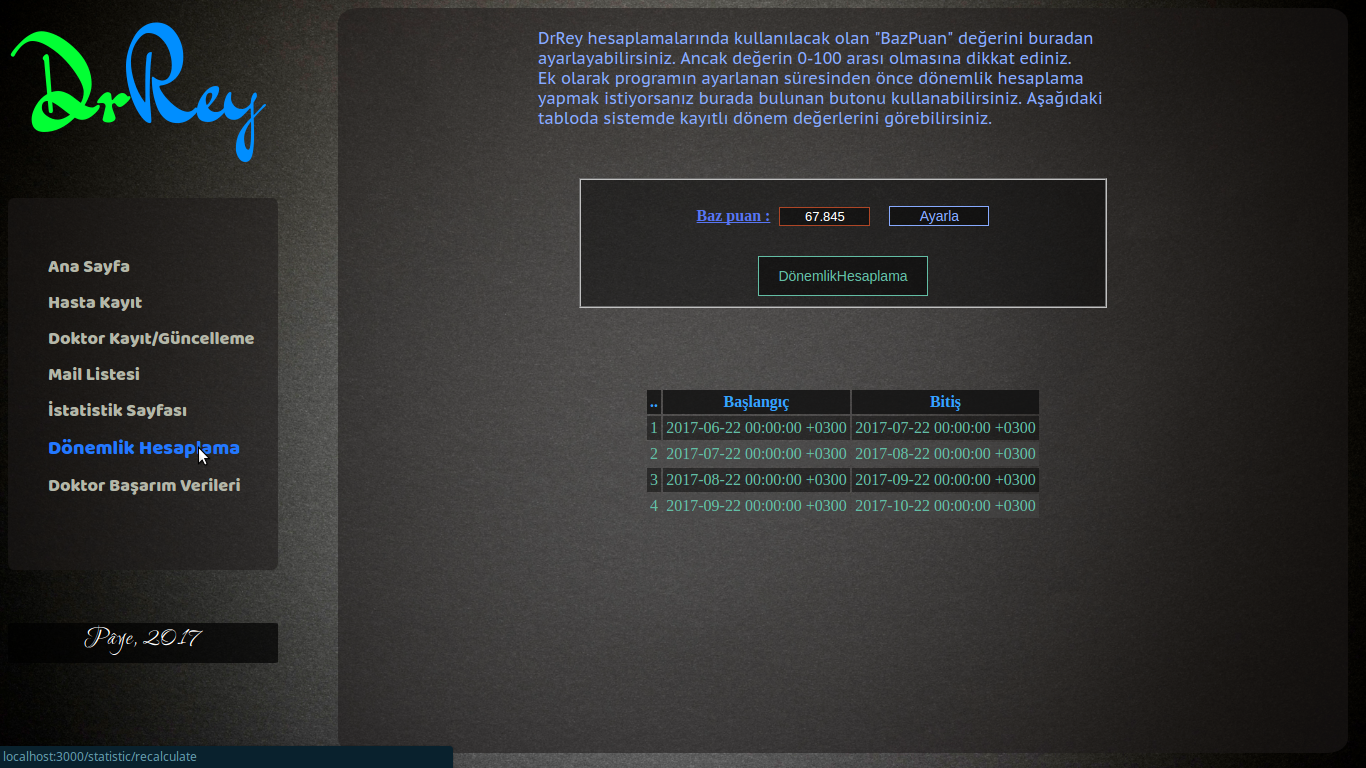 DrRey
Ana Sayfa
Hasta Kayıt
Doktor Kayıt/Güncelleme
Mail Listesi
İstatistik Sayfası
Dönemlik Hesaplama
Doktor Başarım Verileri
Pâye, 2017
DrRey hesaplamalarında kullanılacak olan "BazPuan" değerini buradan
ayarlayabilirsiniz. Ancak değerin 0-100 arası olmasına dikkat ediniz.
Ek olarak programın ayarlanan süresinden önce dönemlik hesaplama
yapmak istiyorsanız burada bulunan butonu kullanabilirsiniz. Aşağıdaki
tabloda sistemde kayıtlı dönem değerlerini görebilirsiniz.
Baz puan : 67.845 Ayarla
DönemlikHesaplama
.. Başlangıç Bitiş
1 2017-06-22 00:00:00 +0300 2017-07-22 00:00:00 +0300
2 2017-07-22 00:00:00 +0300 2017-08-22 00:00:00 +0300
3 2017-08-22 00:00:00 +0300 2017-09-22 00:00:00 +0300
4 2017-09-22 00:00:00 +0300 2017-10-22 00:00:00 +0300
localhost:3000/statistic/recalculate